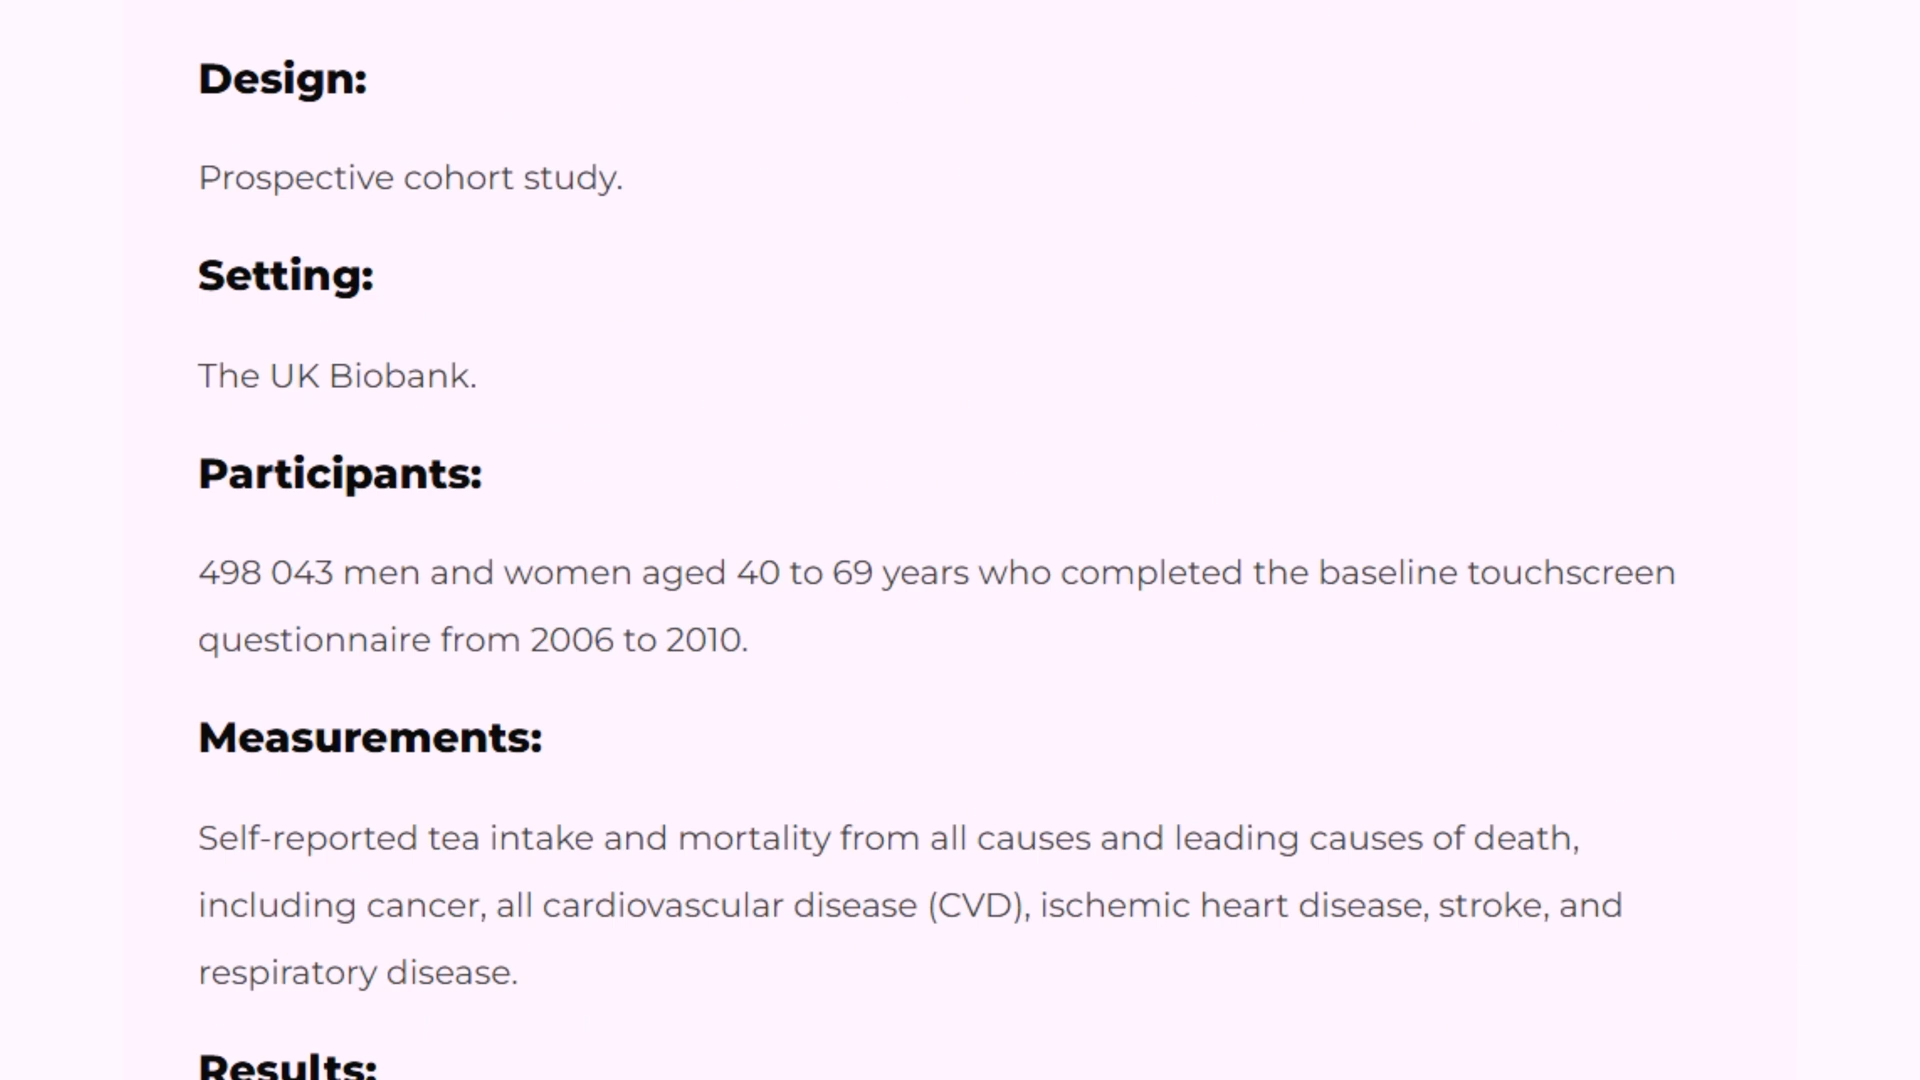 Design:
Prospective cohort study.
Setting:
The UK Biobank.
Participants:
498 043 men and women aged 40 to 69 years who completed the baseline touchscreen
questionnaire from 2006 to 2010.
Measurements:
Self-reported tea intake and mortality from all causes and leading causes of death,
including cancer, all cardiovascular disease (CVD), ischemic heart disease, stroke, and
respiratory disease.
Results: